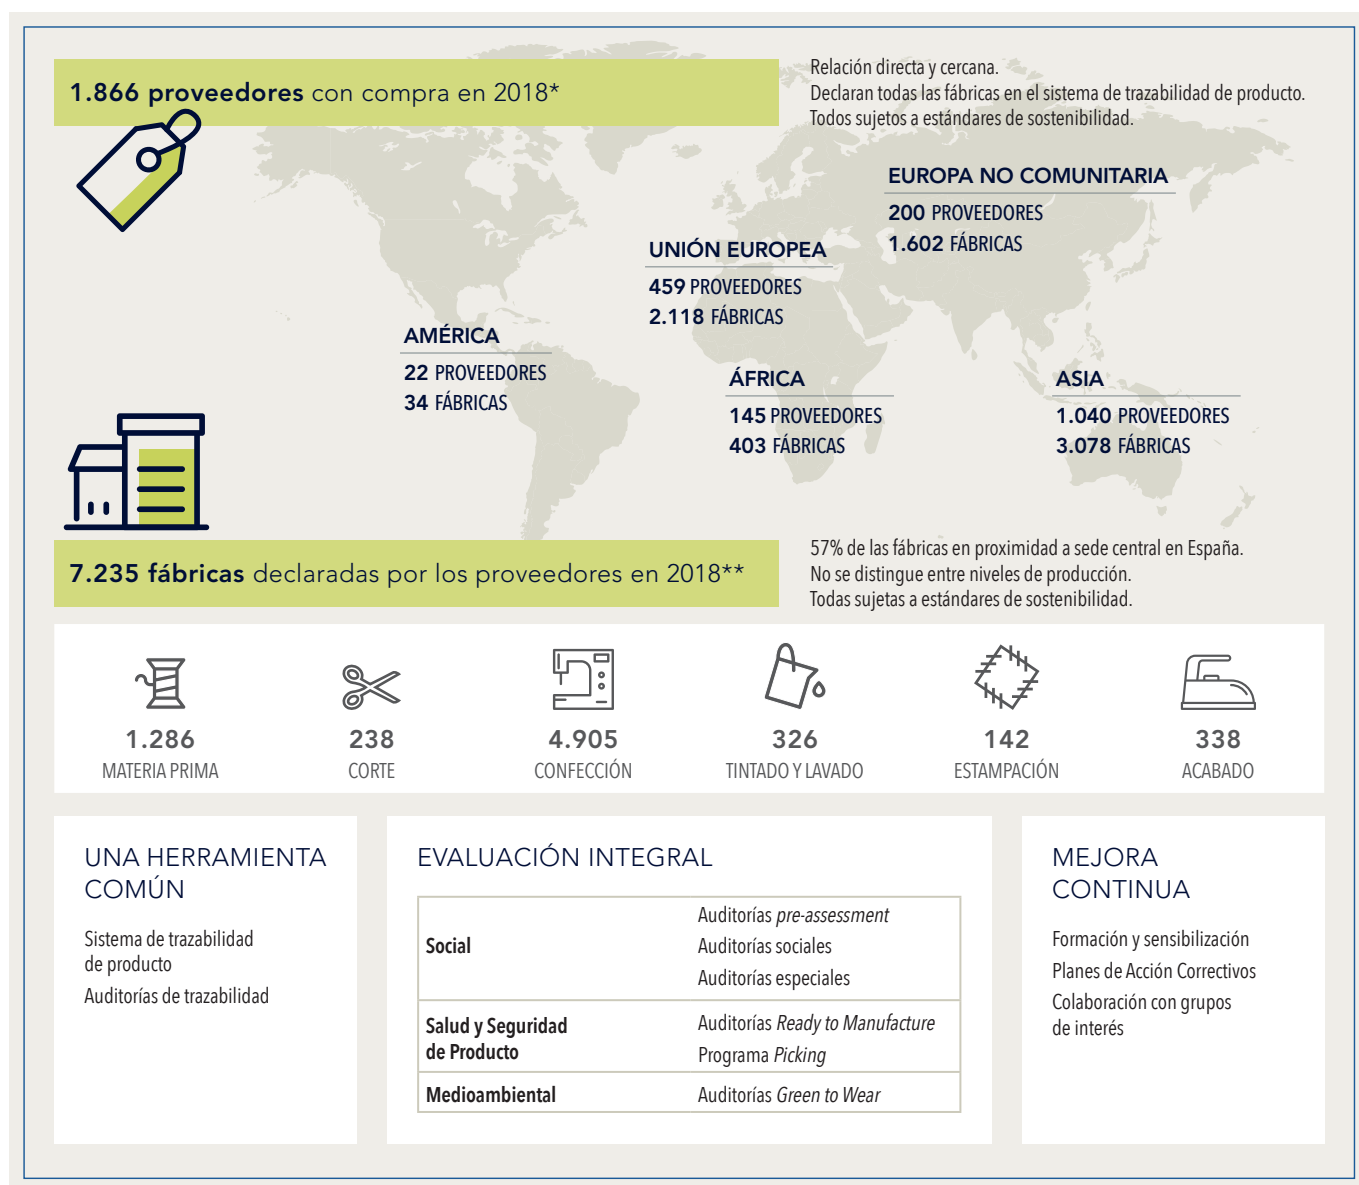 1.866 proveedores con compra en 2018*
Relación directa y cercana.
Declaran todas las fábricas en el sistema de trazabilidad de producto.
Todos sujetos a estándares de sostenibilidad.
EUROPA NO COMUNITARIA
200 PROVEEDORES
1.602 FÁBRICAS
UNIÓN EUROPEA
459 PROVEEDORES
2.118 FÁBRICAS
AMÉRICA
22 PROVEEDORES
34 FÁBRICAS
ÁFRICA
145 PROVEEDORES
403 FÁBRICAS
ASIA
1.040 PROVEEDORES
3.078 FÁBRICAS
7.235 fábricas declaradas por los proveedores en 2018**
57% de las fábricas en proximidad a sede central en España.
No se distingue entre niveles de producción.
Todas sujetas a estándares de sostenibilidad.
1.286
MATERIA PRIMA
238
CORTE
4.905
CONFECCIÓN
326
TINTADO Y LAVADO
142
ESTAMPACIÓN
338
ACABADO
UNA HERRAMIENTA
COMÚN
Sistema de trazabilidad
de producto
Auditorías de trazabilidad
EVALUACIÓN INTEGRAL
Social
Auditorías pre-assessment
Auditorías sociales
Auditorías especiales
Salud y Seguridad
de Producto
Auditorías Ready to Manufacture
Programa Picking
Medioambiental
Auditorías Green to Wear
MEJORA
CONTINUA
Formación y sensibilización
Planes de Acción Correctivos
Colaboración con grupos
de interés